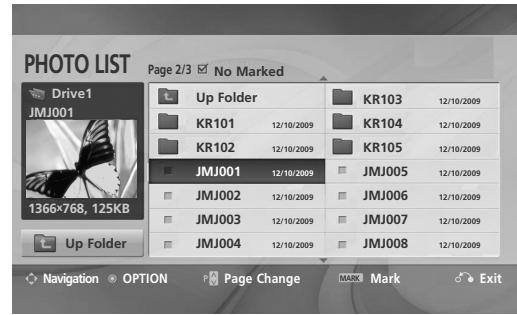 PHOTO LIST
Page 2/3 No Marked
Drive1
JMJ001
1366×768, 125KB
Up Folder
Up Folder
KR101 12/10/2009
KR102 12/10/2009
JMJ001 12/10/2009
JMJ002 12/10/2009
JMJ003 12/10/2009
JMJ004 12/10/2009
KR103 12/10/2009
KR104 12/10/2009
KR105 12/10/2009
JMJ005 12/10/2009
JMJ006 12/10/2009
JMJ007 12/10/2009
JMJ008 12/10/2009
Navigation OPTION P Page Change MARK Mark Exit